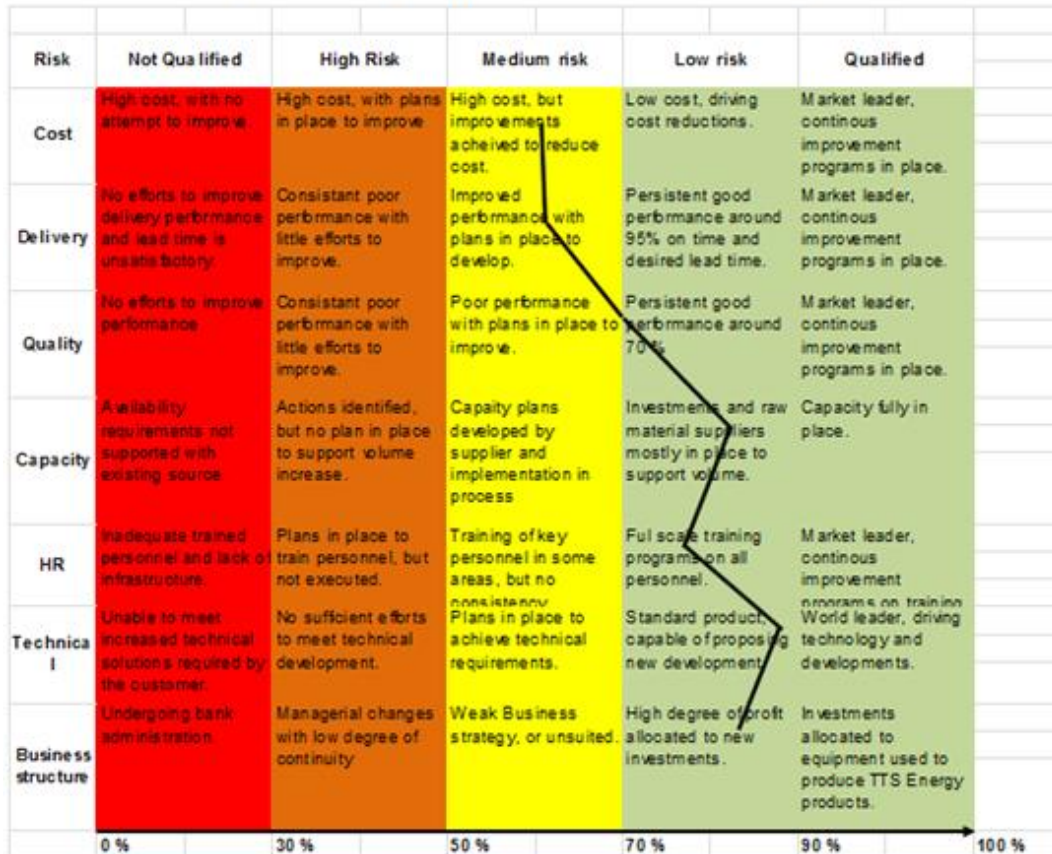 Risk
Not Qualified
High Risk
Medium risk
Low risk
Qualified
Cost
High cost, with no
attempt to improve.
High cost, with plans
in place to improve
High cost, but
improvements
acheived to reduce
cost.
Low cost, driving
cost reductions.
Market leader,
continous
improvement
programs in place.
Delivery
No efforts to improve
delivery performance
and lead time is
unsatisfactory.
Consistant poor
performance with
little efforts to
improve.
Improved
performance with
plans in place to
develop.
Persistent good
performance around
95% on time and
desired lead time.
Market leader,
continous
improvement
programs in place.
Quality
No efforts to improve
performance
Consistant poor
performance with
little efforts to
improve.
Poor performance
with plans in place to
improve.
Persistent good
performance around
70 %
Market leader,
continous
improvement
programs in place.
Capacity
Availability
requirements not
supported with
existing source
Actions identified,
but no plan in place
to support volume
increase.
Capaity plans
developed by
supplier and
implementation in
process
Investments and raw
material suppliers
mostly in place to
support volume.
Capacity fully in
place.
HR
Inadequate trained
personnel and lack of
infrastructure.
Plans in place to
train personnel, but
not executed.
Training of key
personnel in some
areas, but no
consistency
Ful scale training
programs on all
personnel.
Market leader,
continous
improvement
programs on training
Technica
l
Unable to meet
increased technical
solutions required by
the customer.
No sufficient efforts
to meet technical
development.
Plans in place to
achieve technical
requirements.
Standard product,
capable of proposing
new development
World leader, driving
technology and
developments.
Business
structure
Undergoing bank
administration.
Managerial changes
with low degree of
continuity
Weak Business
strategy, or unsuited.
High degree of profit
allocated to new
investments.
Investments
allocated to
equipment used to
produce TTS Energy
products.
0 %
30 %
50 %
70 %
90 %
100 %